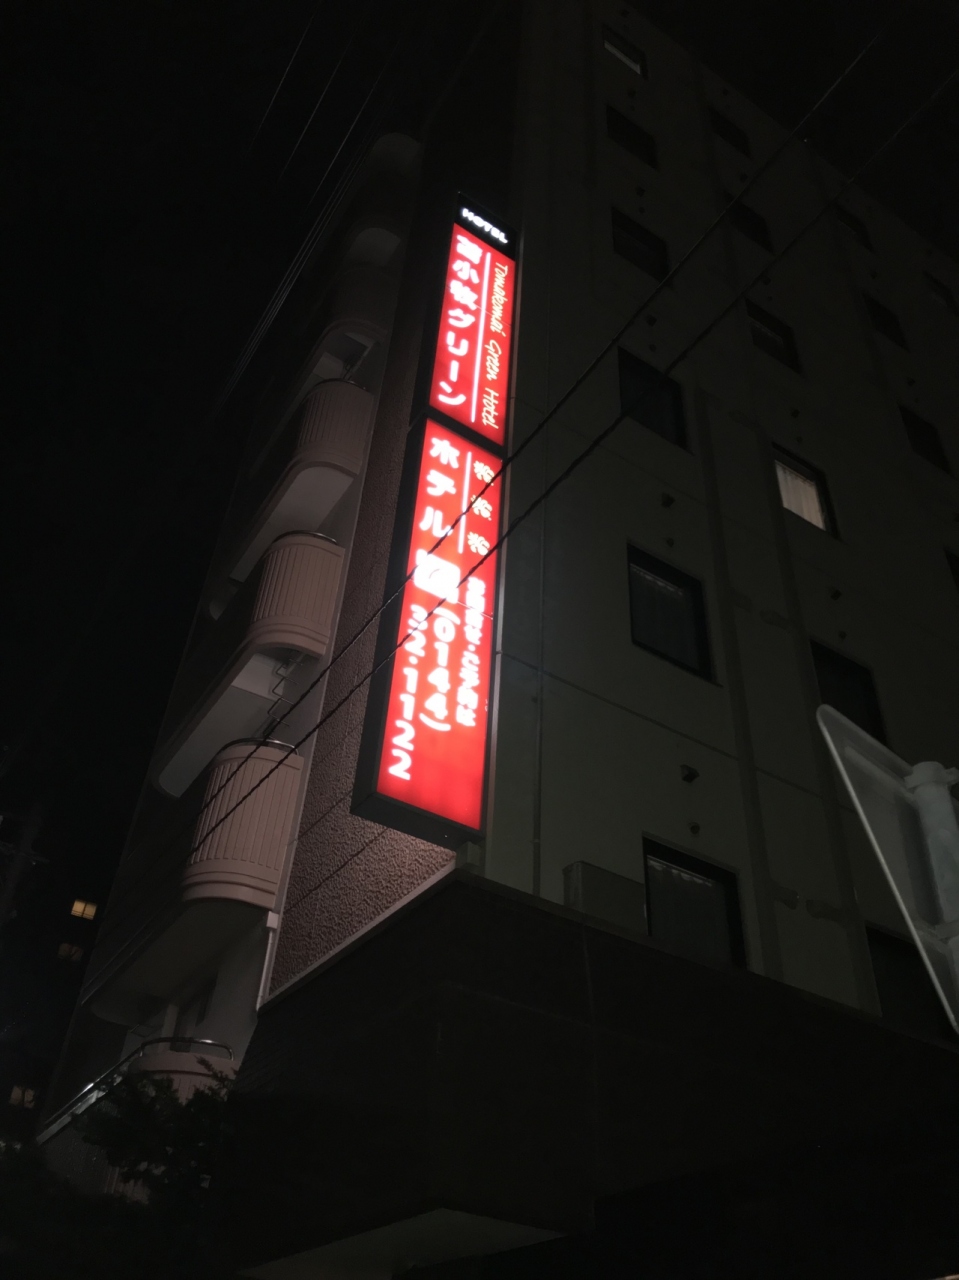 HOTEL
苫小牧グリーン
Tomakomai Green Hotel
ホテル
(0144)
32・1122